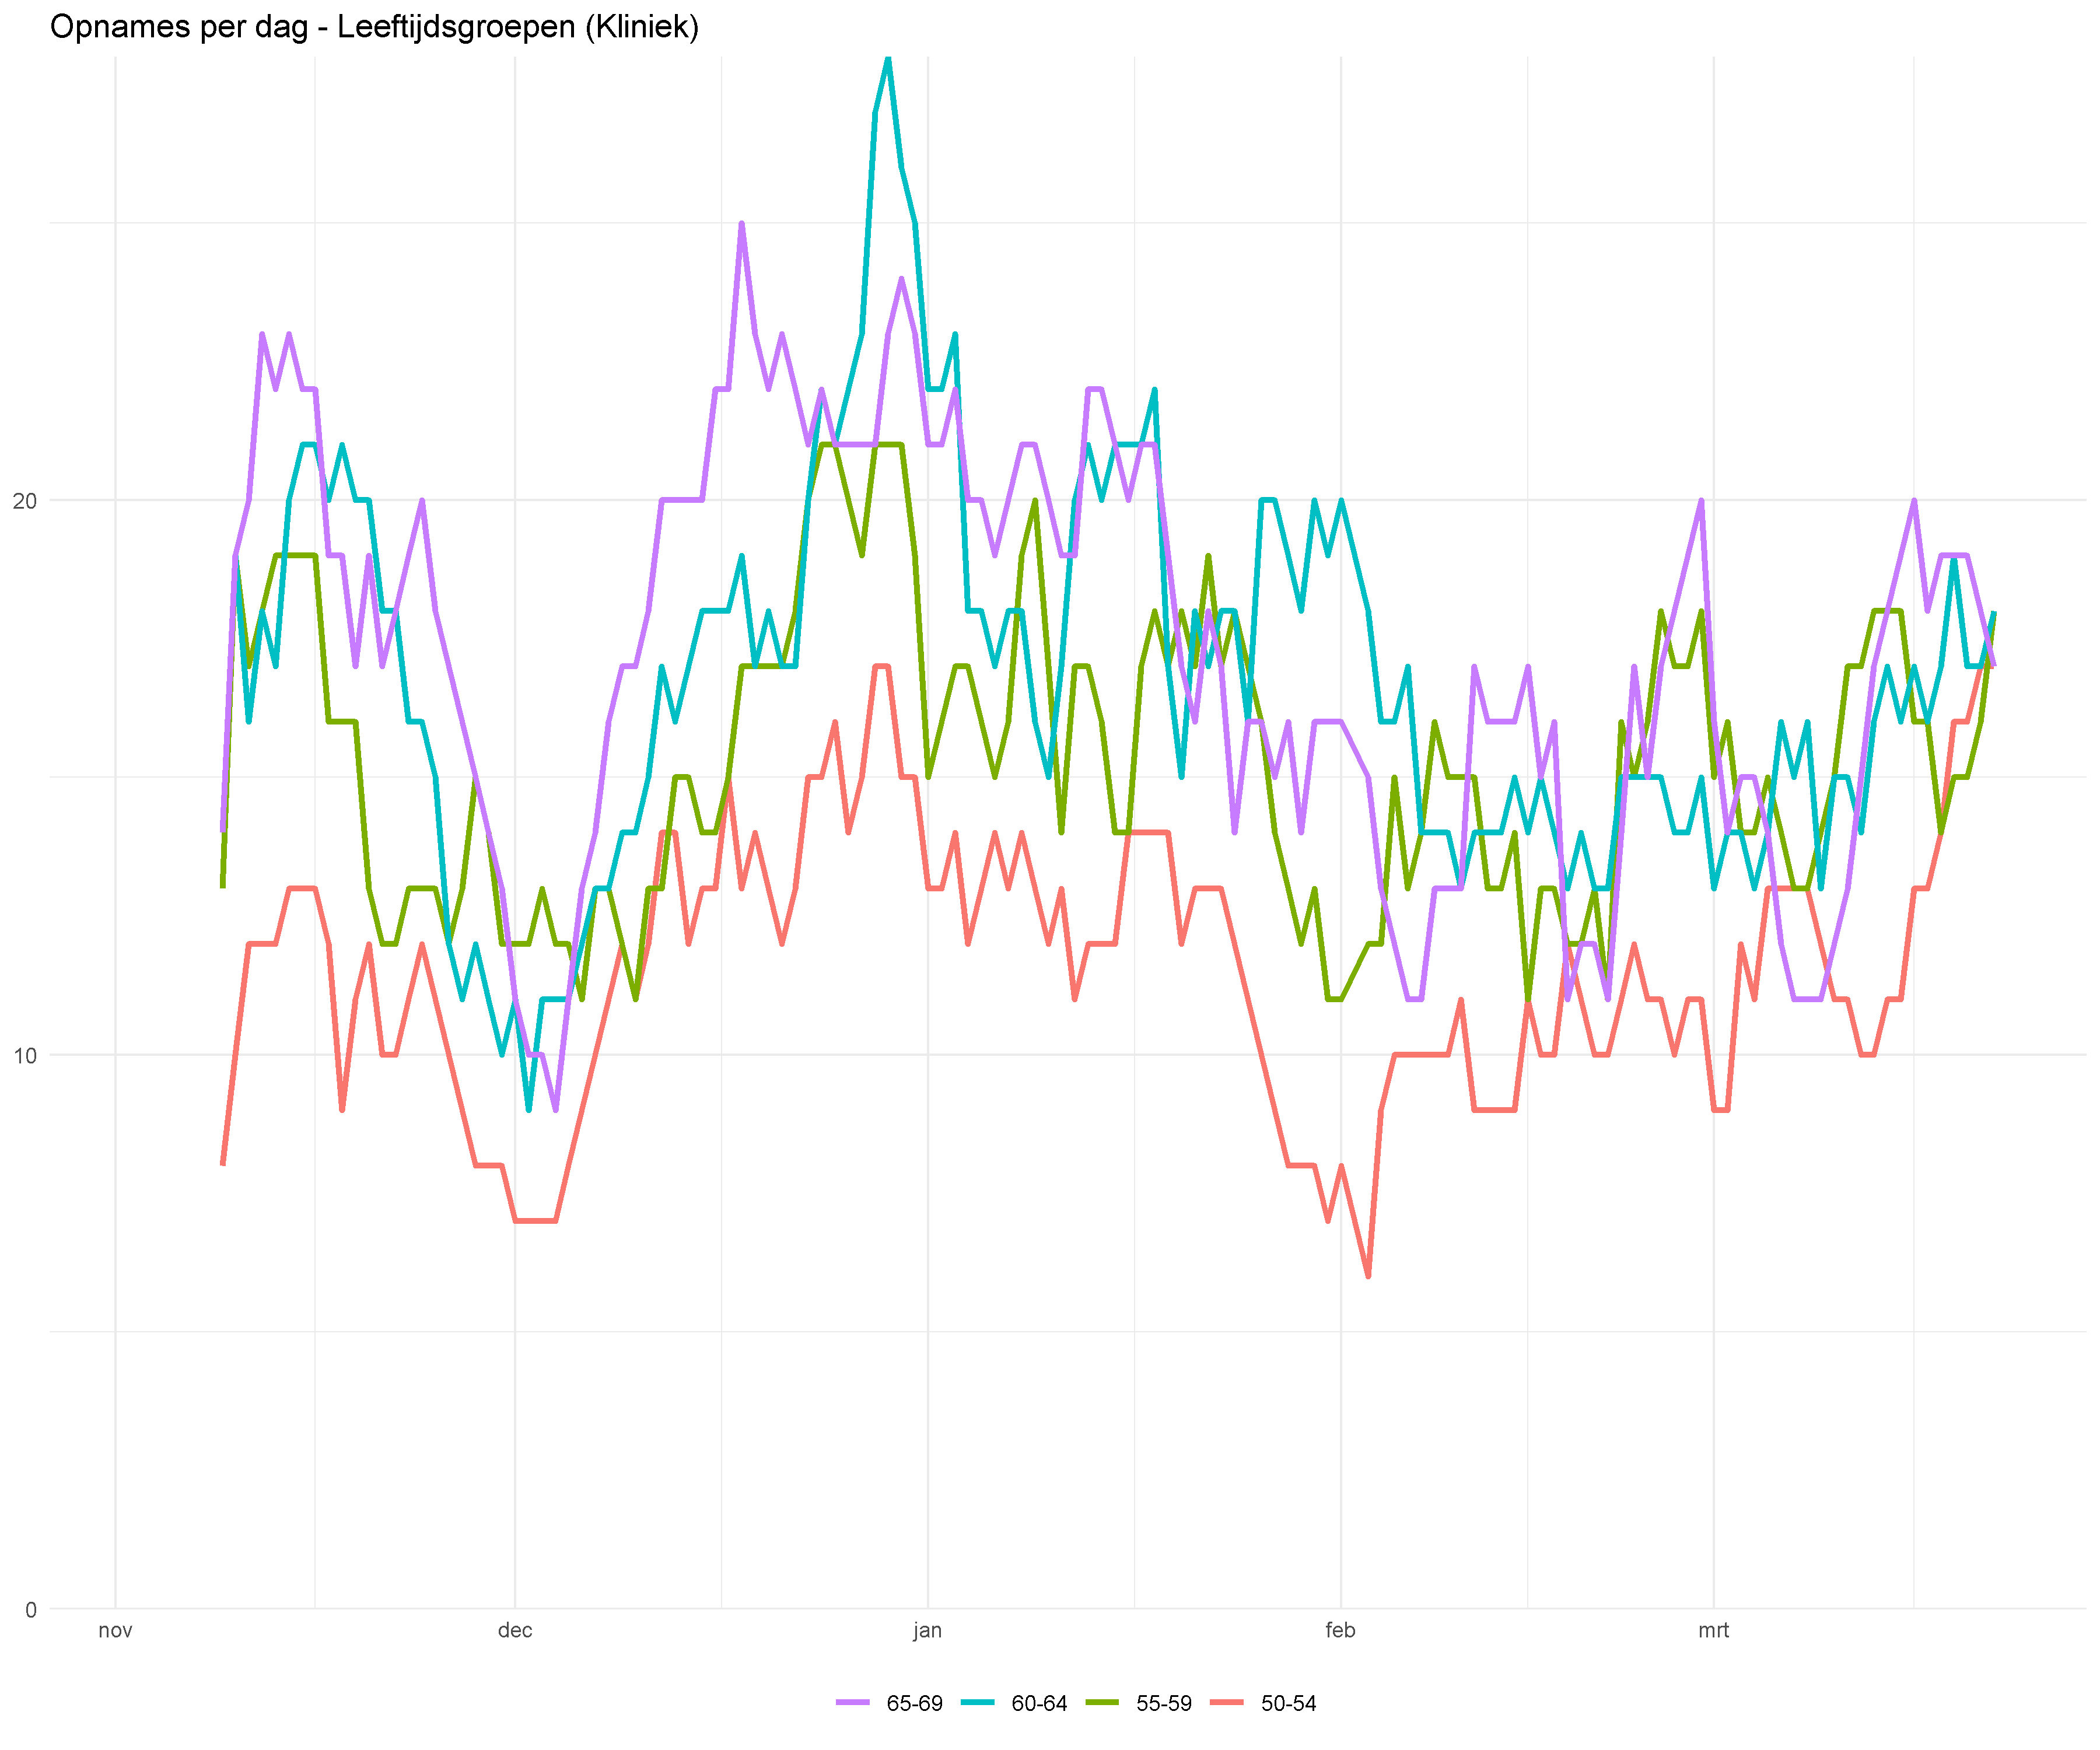 Opnames per dag - Leeftijdsgroepen (Kliniek)
20
10
0
nov dec jan feb mrt
65-69 60-64 55-59 50-54